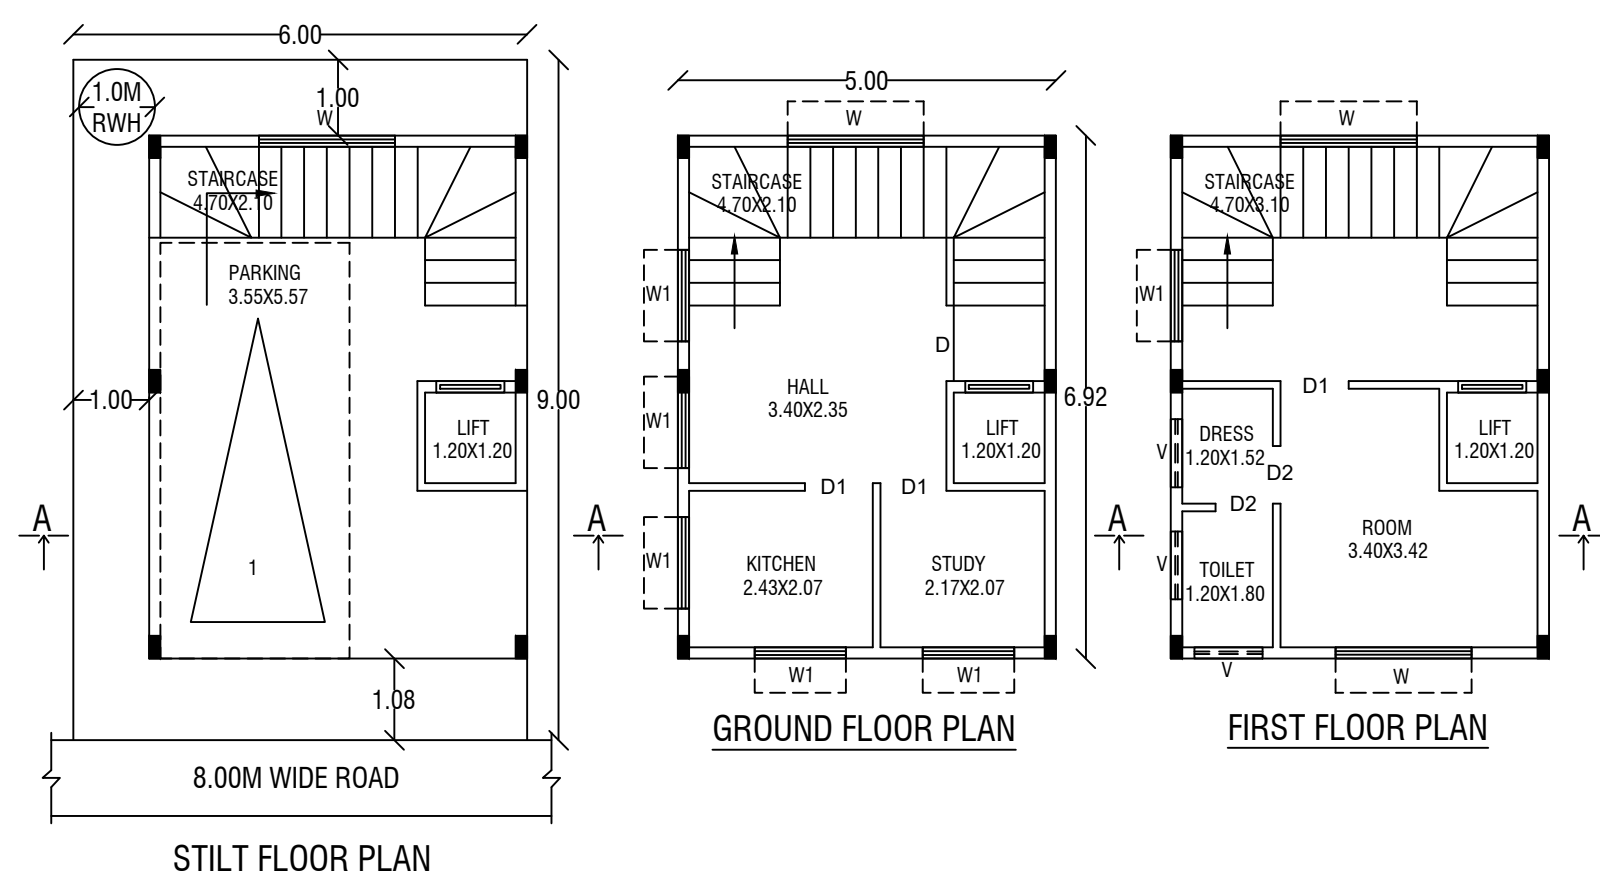 6.00
1.0M
RWH
1.00
W
STAIRCASE
4.70X2.10
PARKING
3.55X5.57
1.00
9.00
LIFT
1.20X1.20
A
A
1
1.08
8.00M WIDE ROAD
STILT FLOOR PLAN
5.00
W
STAIRCASE
4.70X2.10
W1
D
HALL
3.40X2.35
6.92
W1
LIFT
1.20X1.20
D1
D1
W1
KITCHEN
2.43X2.07
STUDY
2.17X2.07
W1
W1
GROUND FLOOR PLAN
W
STAIRCASE
4.70X3.10
W1
D1
DRESS
1.20X1.52
V
D2
LIFT
1.20X1.20
D2
A
A
ROOM
3.40X3.42
V
TOILET
1.20X1.80
V
W
FIRST FLOOR PLAN